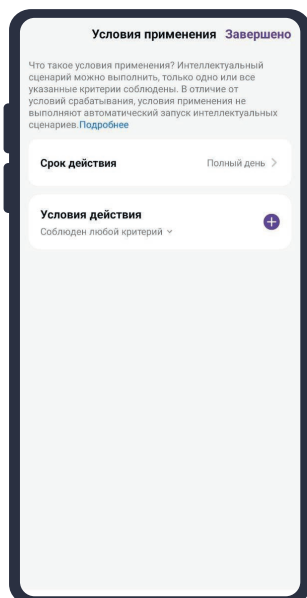 Условия применения Завершено
Что такое условия применения? Интеллектуальный
сценарий можно выполнить, только одно или все
указанные критерии соблюдены. В отличие от
условий срабатывания, условия применения не
выполняют автоматический запуск интеллектуальных
сценариев.Подробнее
Срок действия Полный день
Условия действия
Соблюден любой критерий